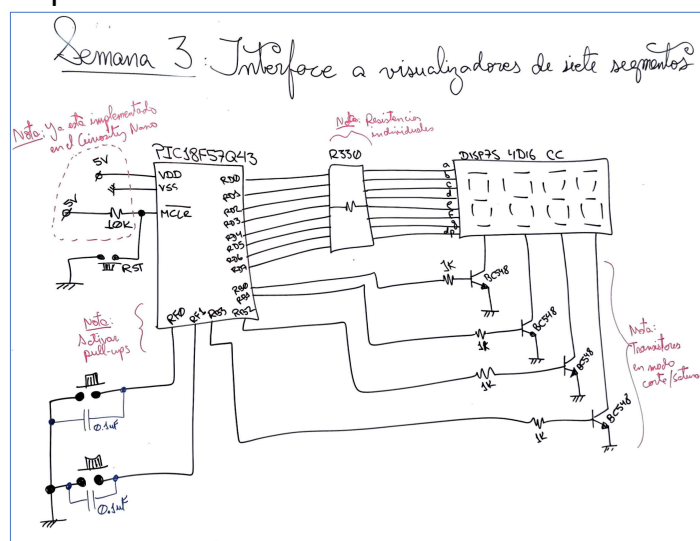 Semana 3: Interface a visualizadores de siete segmentos
Nota: Ya está implementado
en el Curiosity Nano
5V
5V
10K
RST
PIC18F57Q43
VDD
VSS
MCLR
RD0
RD1
RD2
RD3
RD4
RD5
RD6
RD7
RB0
RB1
RF0
RF1
RB3
RB2
Nota: Resistencias
individuales
R330
DISP7S 4DIG CC
a
b
c
d
e
f
g
dp
1K
BC548
1K
BC548
1K
BC548
1K
BC548
Nota:
Transistores
en modo
corte/satura
Nota:
Activar
pull-ups
0.1uF
0.1uF